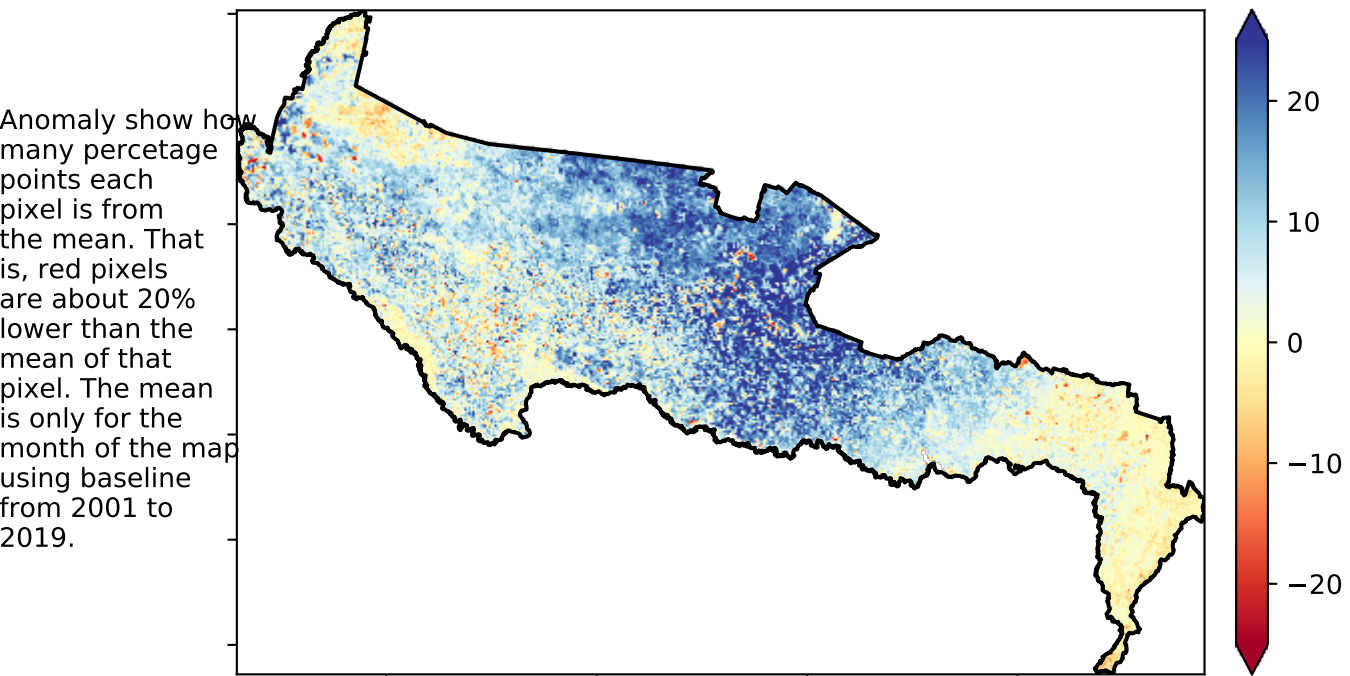 Anomaly show how
many percetage
points each
pixel is from
the mean. That
is, red pixels
are about 20%
lower than the
mean of that
pixel. The mean
is only for the
month of the map
using baseline
from 2001 to
2019.
20
10
0
−10
−20